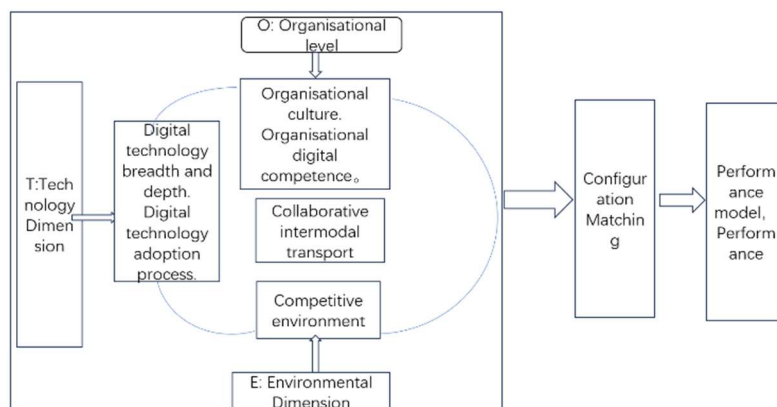 O: Organisational
level
Organisational
culture.
Organisational
digital
competence。
T:Tech
nology
Dimen
sion
Digital
technology
breadth and
depth.
Digital
technology
adoption
process.
Collaborative
intermodal
transport
Competitive
environment
E: Environmental
Dimension
Configur
ation
Matchin
g
Perform
ance
model,
Perform
ance